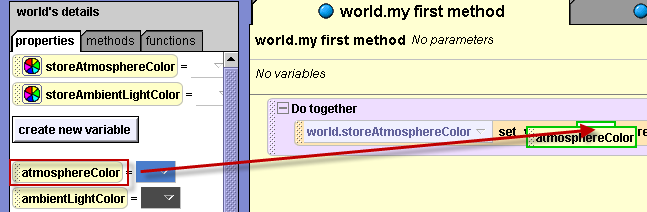 world's details
properties methods functions
storeAtmosphereColor =
storeAmbientLightColor =
create new variable
atmosphereColor =
ambientLightColor =
world.my first method
world.my first method No parameters
No variables
Do together
world.storeAtmosphereColor set
atmosphereColor